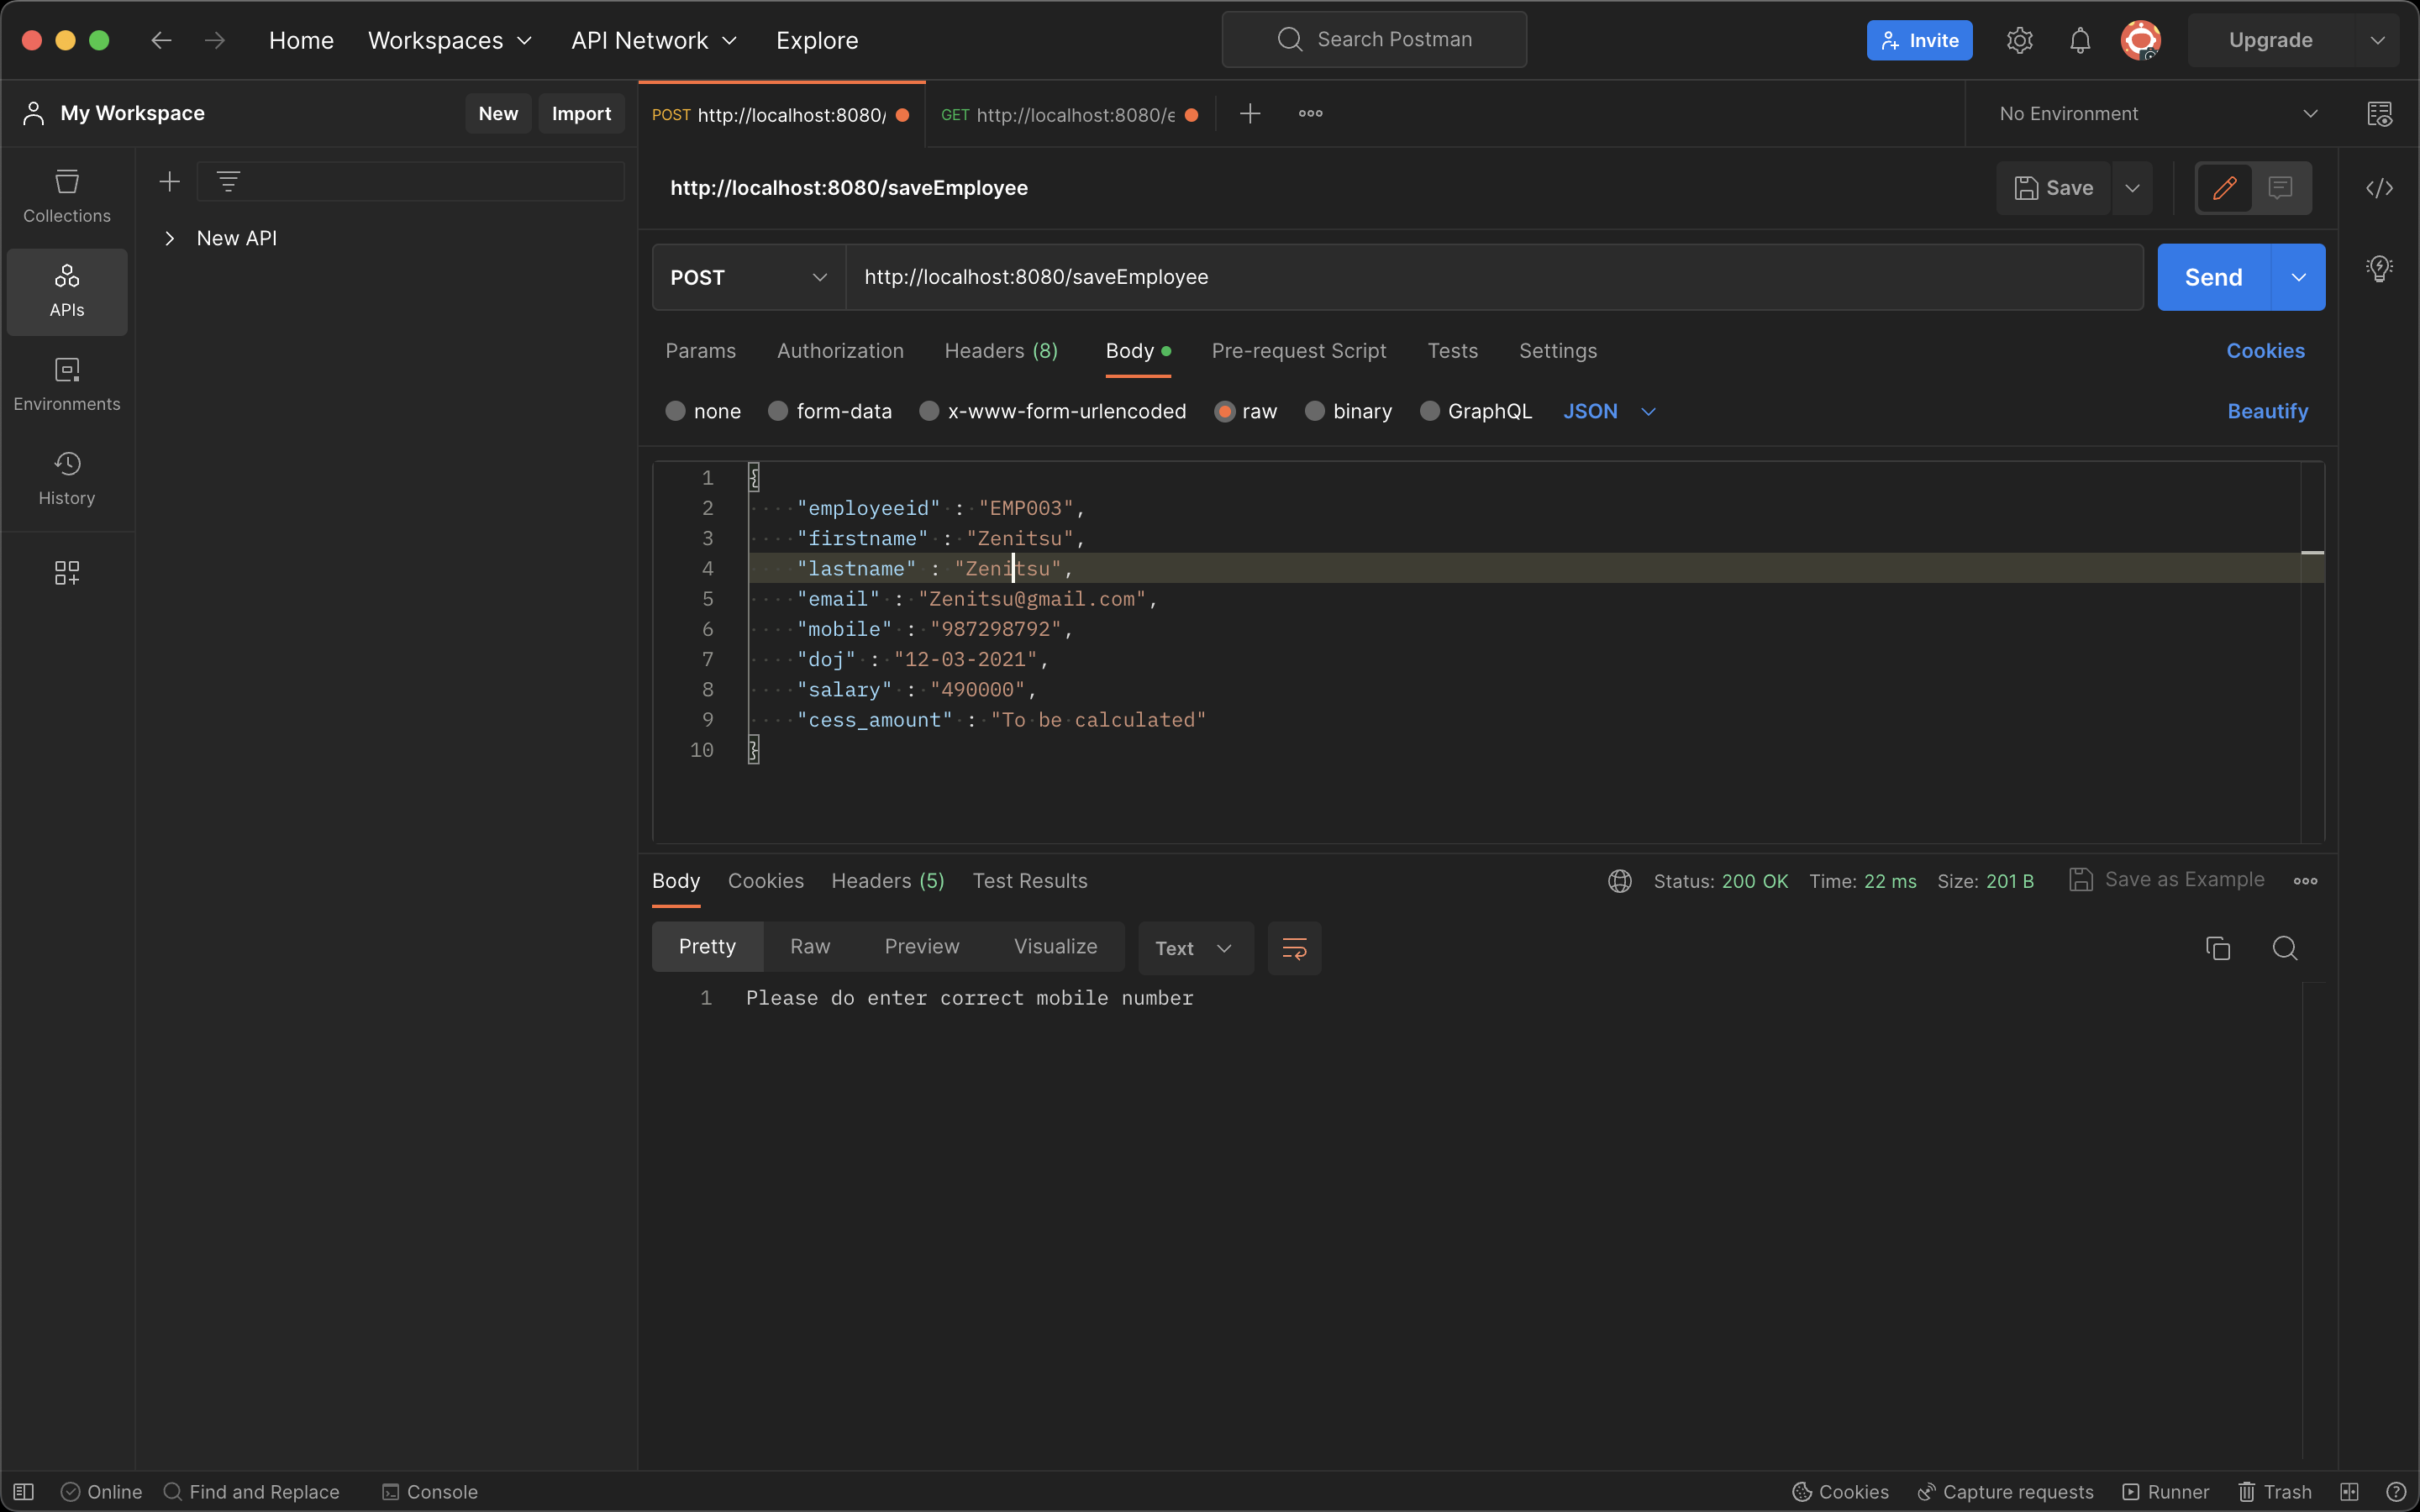 Home Workspaces API Network Explore Search Postman Invite Upgrade
My Workspace New Import POST http://localhost:8080/ GET http://localhost:8080/e No Environment
Collections
New API
APIs
Environments
History
http://localhost:8080/saveEmployee Save
POST http://localhost:8080/saveEmployee Send
Params Authorization Headers (8) Body Pre-request Script Tests Settings Cookies
none form-data x-www-form-urlencoded raw binary GraphQL JSON Beautify
1 {
2 "employeeid" : "EMP003",
3 "firstname" : "Zenitsu",
4 "lastname" : "Zenitsu",
5 "email" : "Zenitsu@gmail.com",
6 "mobile" : "987298792",
7 "doj" : "12-03-2021",
8 "salary" : "490000",
9 "cess_amount" : "To be calculated"
10 }
Body Cookies Headers (5) Test Results Status: 200 OK Time: 22 ms Size: 201 B Save as Example
Pretty Raw Preview Visualize Text
1 Please do enter correct mobile number
Online Find and Replace Console Cookies Capture requests Runner Trash